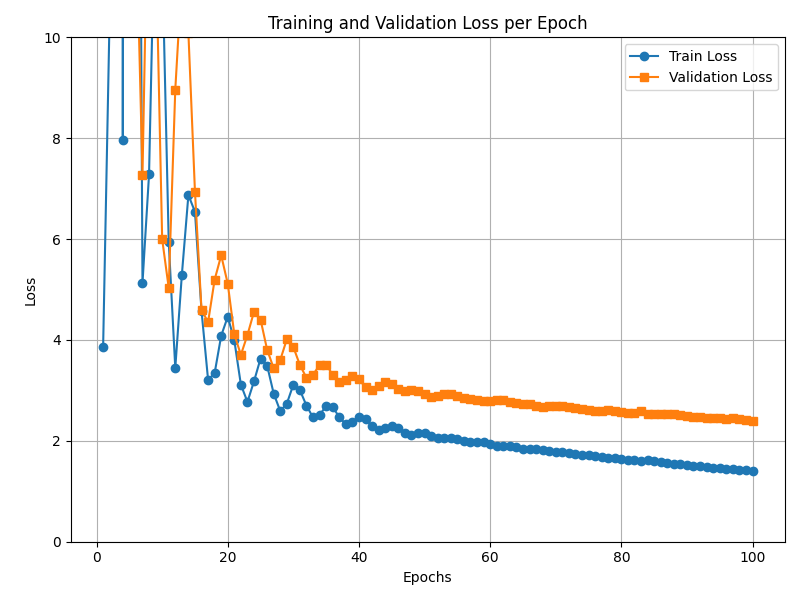 Training and Validation Loss per Epoch
Train Loss
Validation Loss
Loss
10
8
6
4
2
0
0 20 40 60 80 100
Epochs